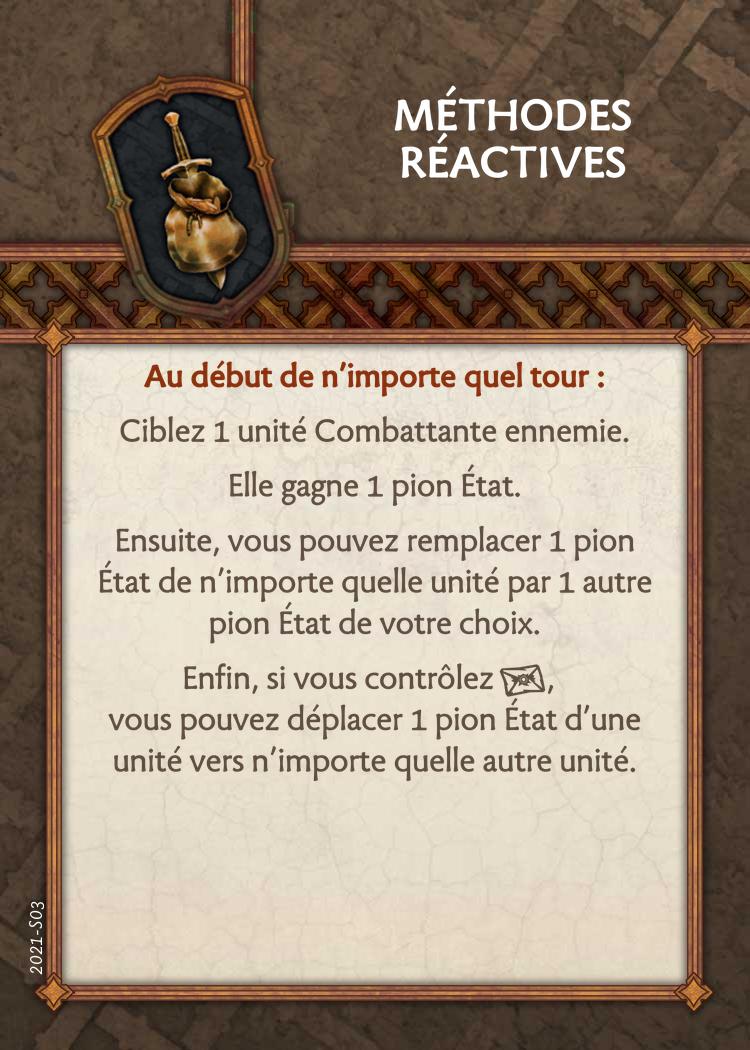 MÉTHODES
RÉACTIVES
Au début de n’importe quel tour :
Ciblez 1 unité Combattante ennemie.
Elle gagne 1 pion État.
Ensuite, vous pouvez remplacer 1 pion
État de n’importe quelle unité par 1 autre
pion État de votre choix.
Enfin, si vous contrôlez ,
vous pouvez déplacer 1 pion État d’une
unité vers n’importe quelle autre unité.
2021-S03